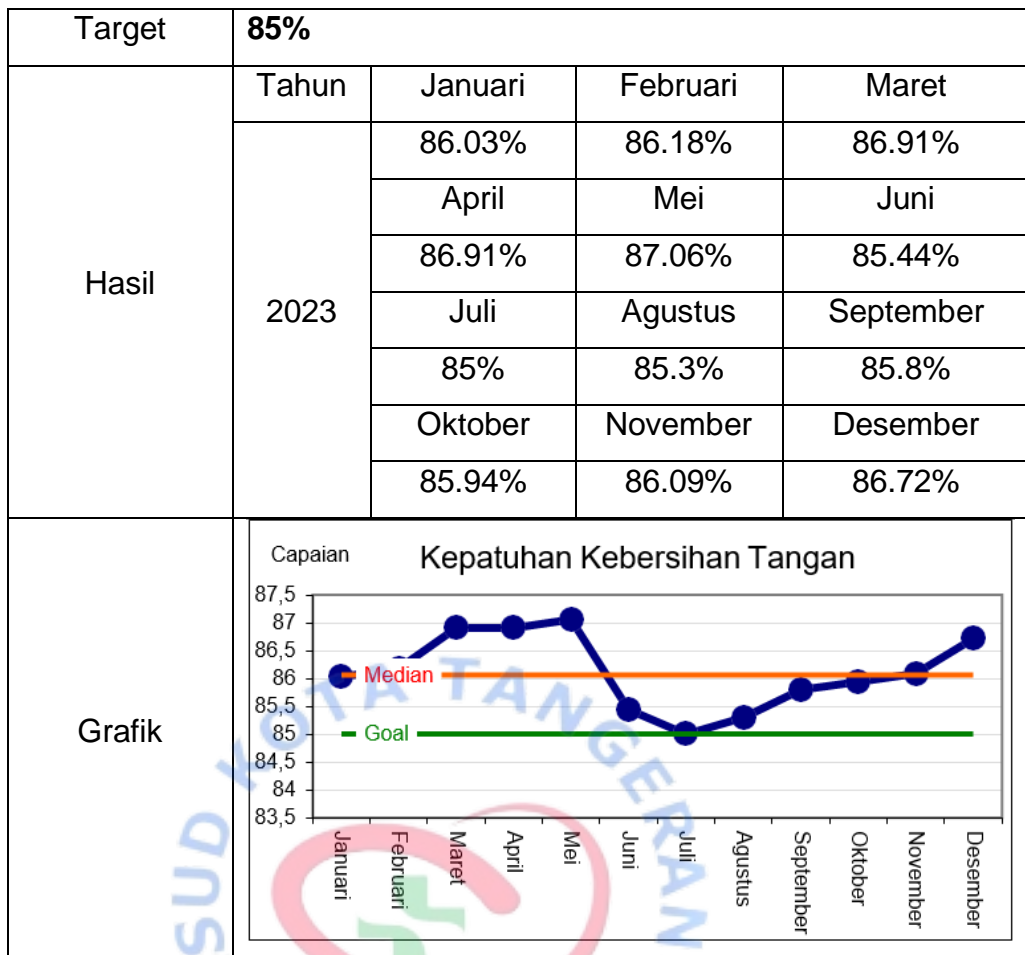 Target 85%
Hasil
Tahun Januari Februari Maret
2023
86.03% 86.18% 86.91%
April Mei Juni
86.91% 87.06% 85.44%
Juli Agustus September
85% 85.3% 85.8%
Oktober November Desember
85.94% 86.09% 86.72%
Grafik
Capaian
Kepatuhan Kebersihan Tangan
87,5
87
86,5
86
85,5
85
84,5
84
83,5
Median
Goal
Januari
Februari
Maret
April
Mei
Juni
Juli
Agustus
September
Oktober
November
Desember
SUD KOTA TANGERAN